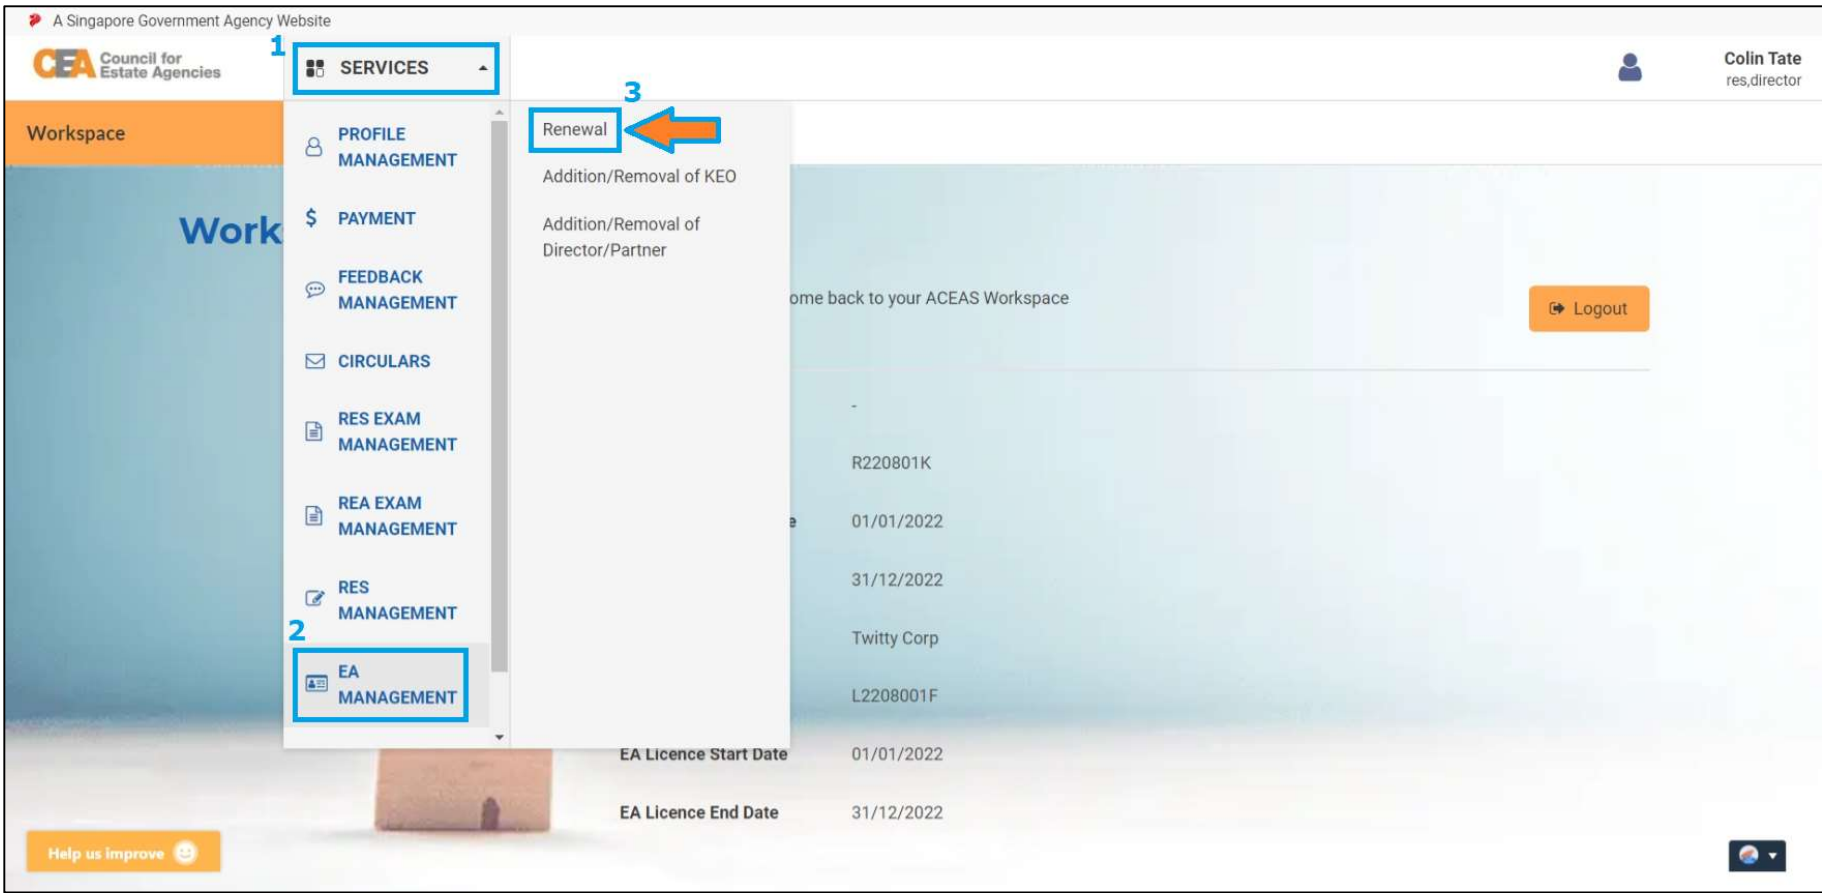 A Singapore Government Agency Website
CEA
Council for
Estate Agencies
1
SERVICES
Colin Tate
res,director
Workspace
3
Renewal
PROFILE
MANAGEMENT
Addition/Removal of KEO
PAYMENT
Addition/Removal of
Director/Partner
Work
FEEDBACK
MANAGEMENT
ome back to your ACEAS Workspace
Logout
CIRCULARS
-
RES EXAM
MANAGEMENT
R220801K
REA EXAM
MANAGEMENT
e 01/01/2022
RES
MANAGEMENT
31/12/2022
2
Twitty Corp
EA
MANAGEMENT
L2208001F
EA Licence Start Date 01/01/2022
EA Licence End Date 31/12/2022
Help us improve